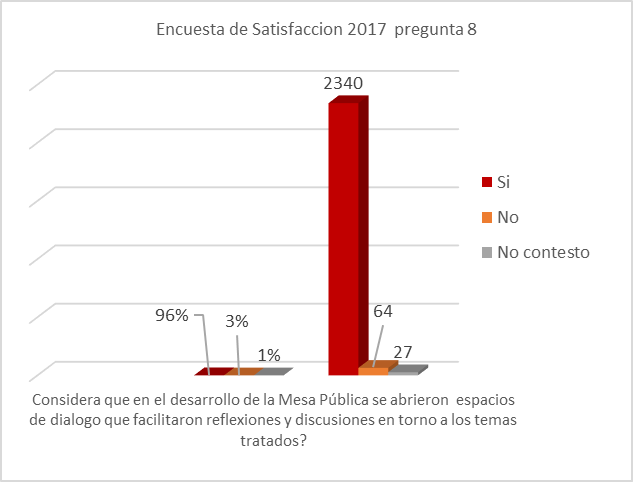 Encuesta de Satisfaccion 2017 pregunta 8
2340
96%
3%
1%
64
27
Si
No
No contesto
Considera que en el desarrollo de la Mesa Pública se abrieron espacios
de dialogo que facilitaron reflexiones y discusiones en torno a los temas
tratados?